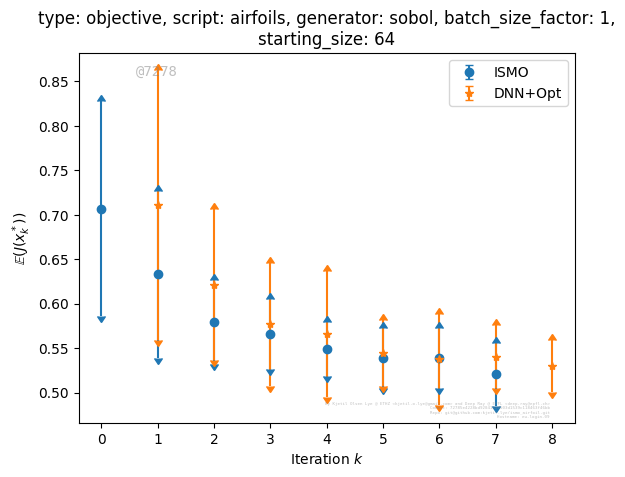 type: objective, script: airfoils, generator: sobol, batch_size_factor: 1,
starting_size: 64
@7278
ISMO
DNN+Opt
0.85
0.80
0.75
0.70
0.65
0.60
0.55
0.50
𝔼(J(x*k))
0 1 2 3 4 5 6 7 8
Iteration k